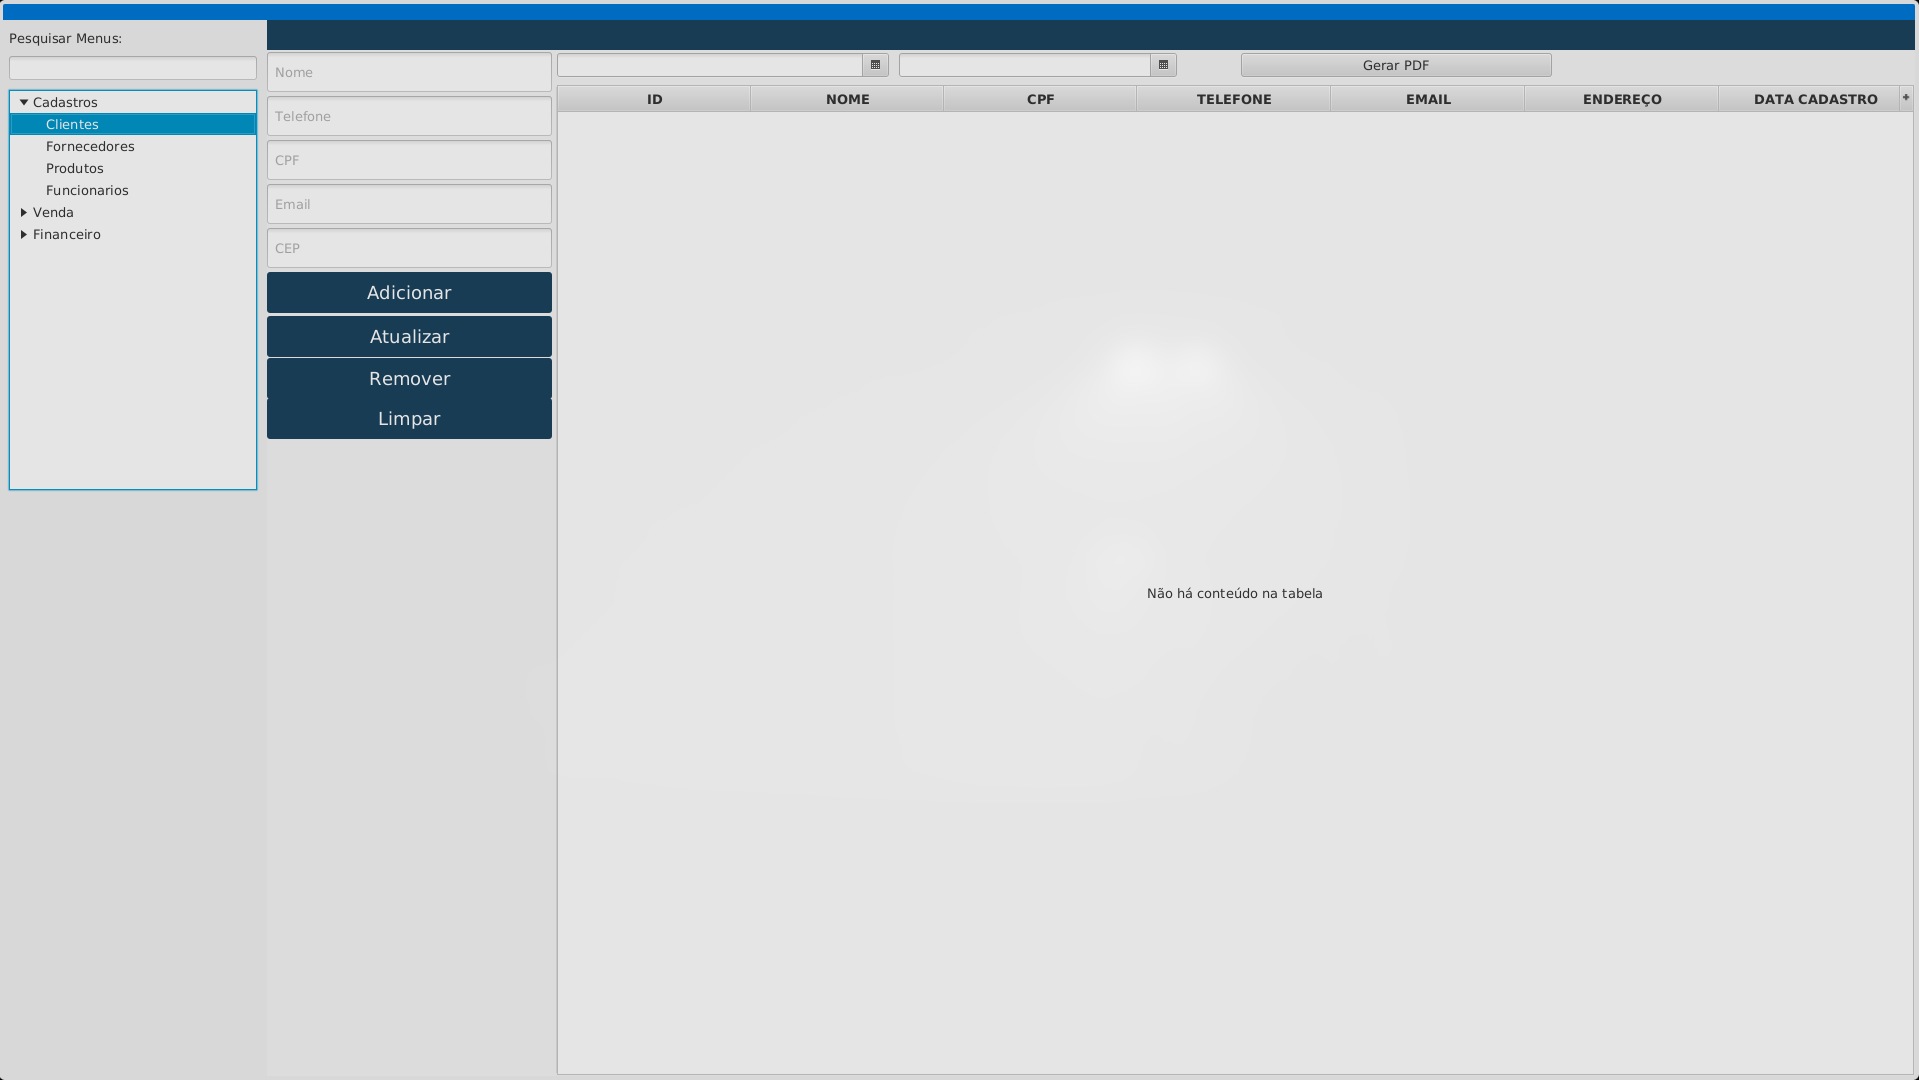 Pesquisar Menus:
Cadastros
Clientes
Fornecedores
Produtos
Funcionarios
Venda
Financeiro
Nome
Telefone
CPF
Email
CEP
Adicionar
Atualizar
Remover
Limpar
Gerar PDF
ID NOME CPF TELEFONE EMAIL ENDEREÇO DATA CADASTRO +
Não há conteúdo na tabela